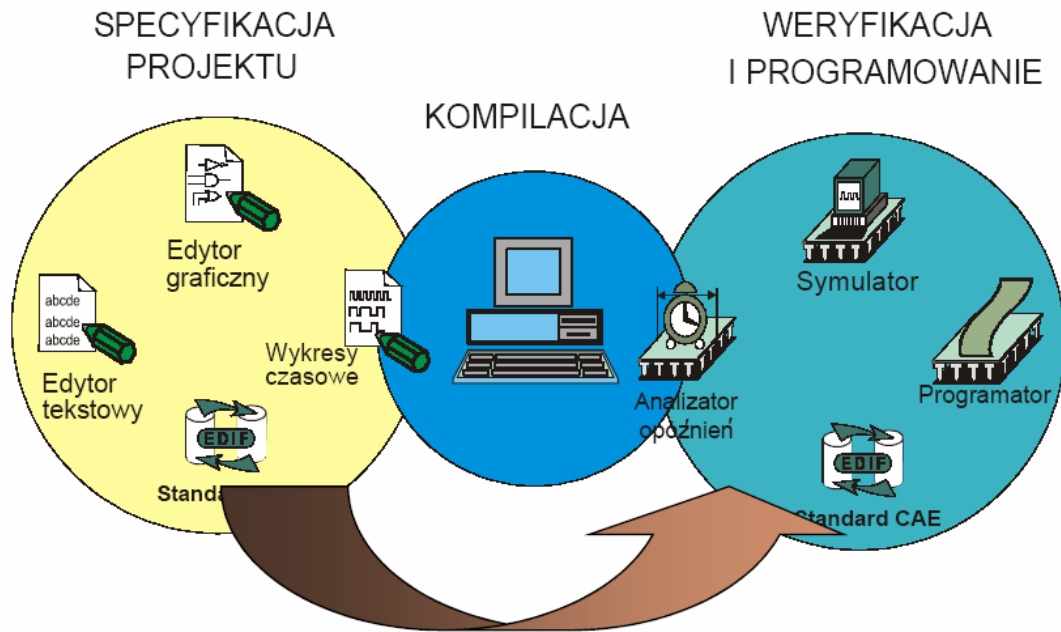 SPECYFIKACJA
PROJEKTU
KOMPILACJA
WERYFIKACJA
I PROGRAMOWANIE
Edytor
graficzny
abcde
abcde
abcde
Edytor
tekstowy
Wykresy
czasowe
EDIF
Analizator
opóźnień
Symulator
Programator
EDIF
Standard CAE